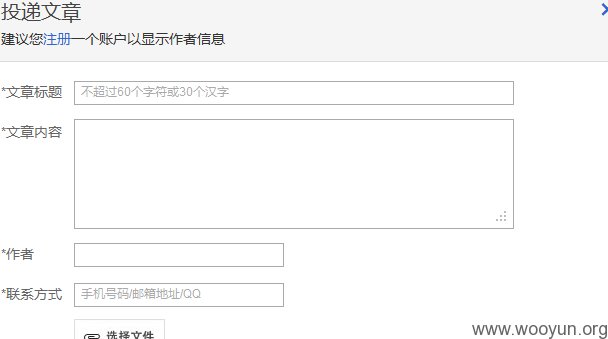 投递文章
建议您注册一个账户以显示作者信息
*文章标题 不超过60个字符或30个汉字
*文章内容
*作者
*联系方式 手机号码/邮箱地址/QQ
选择文件
www.wooyun.org